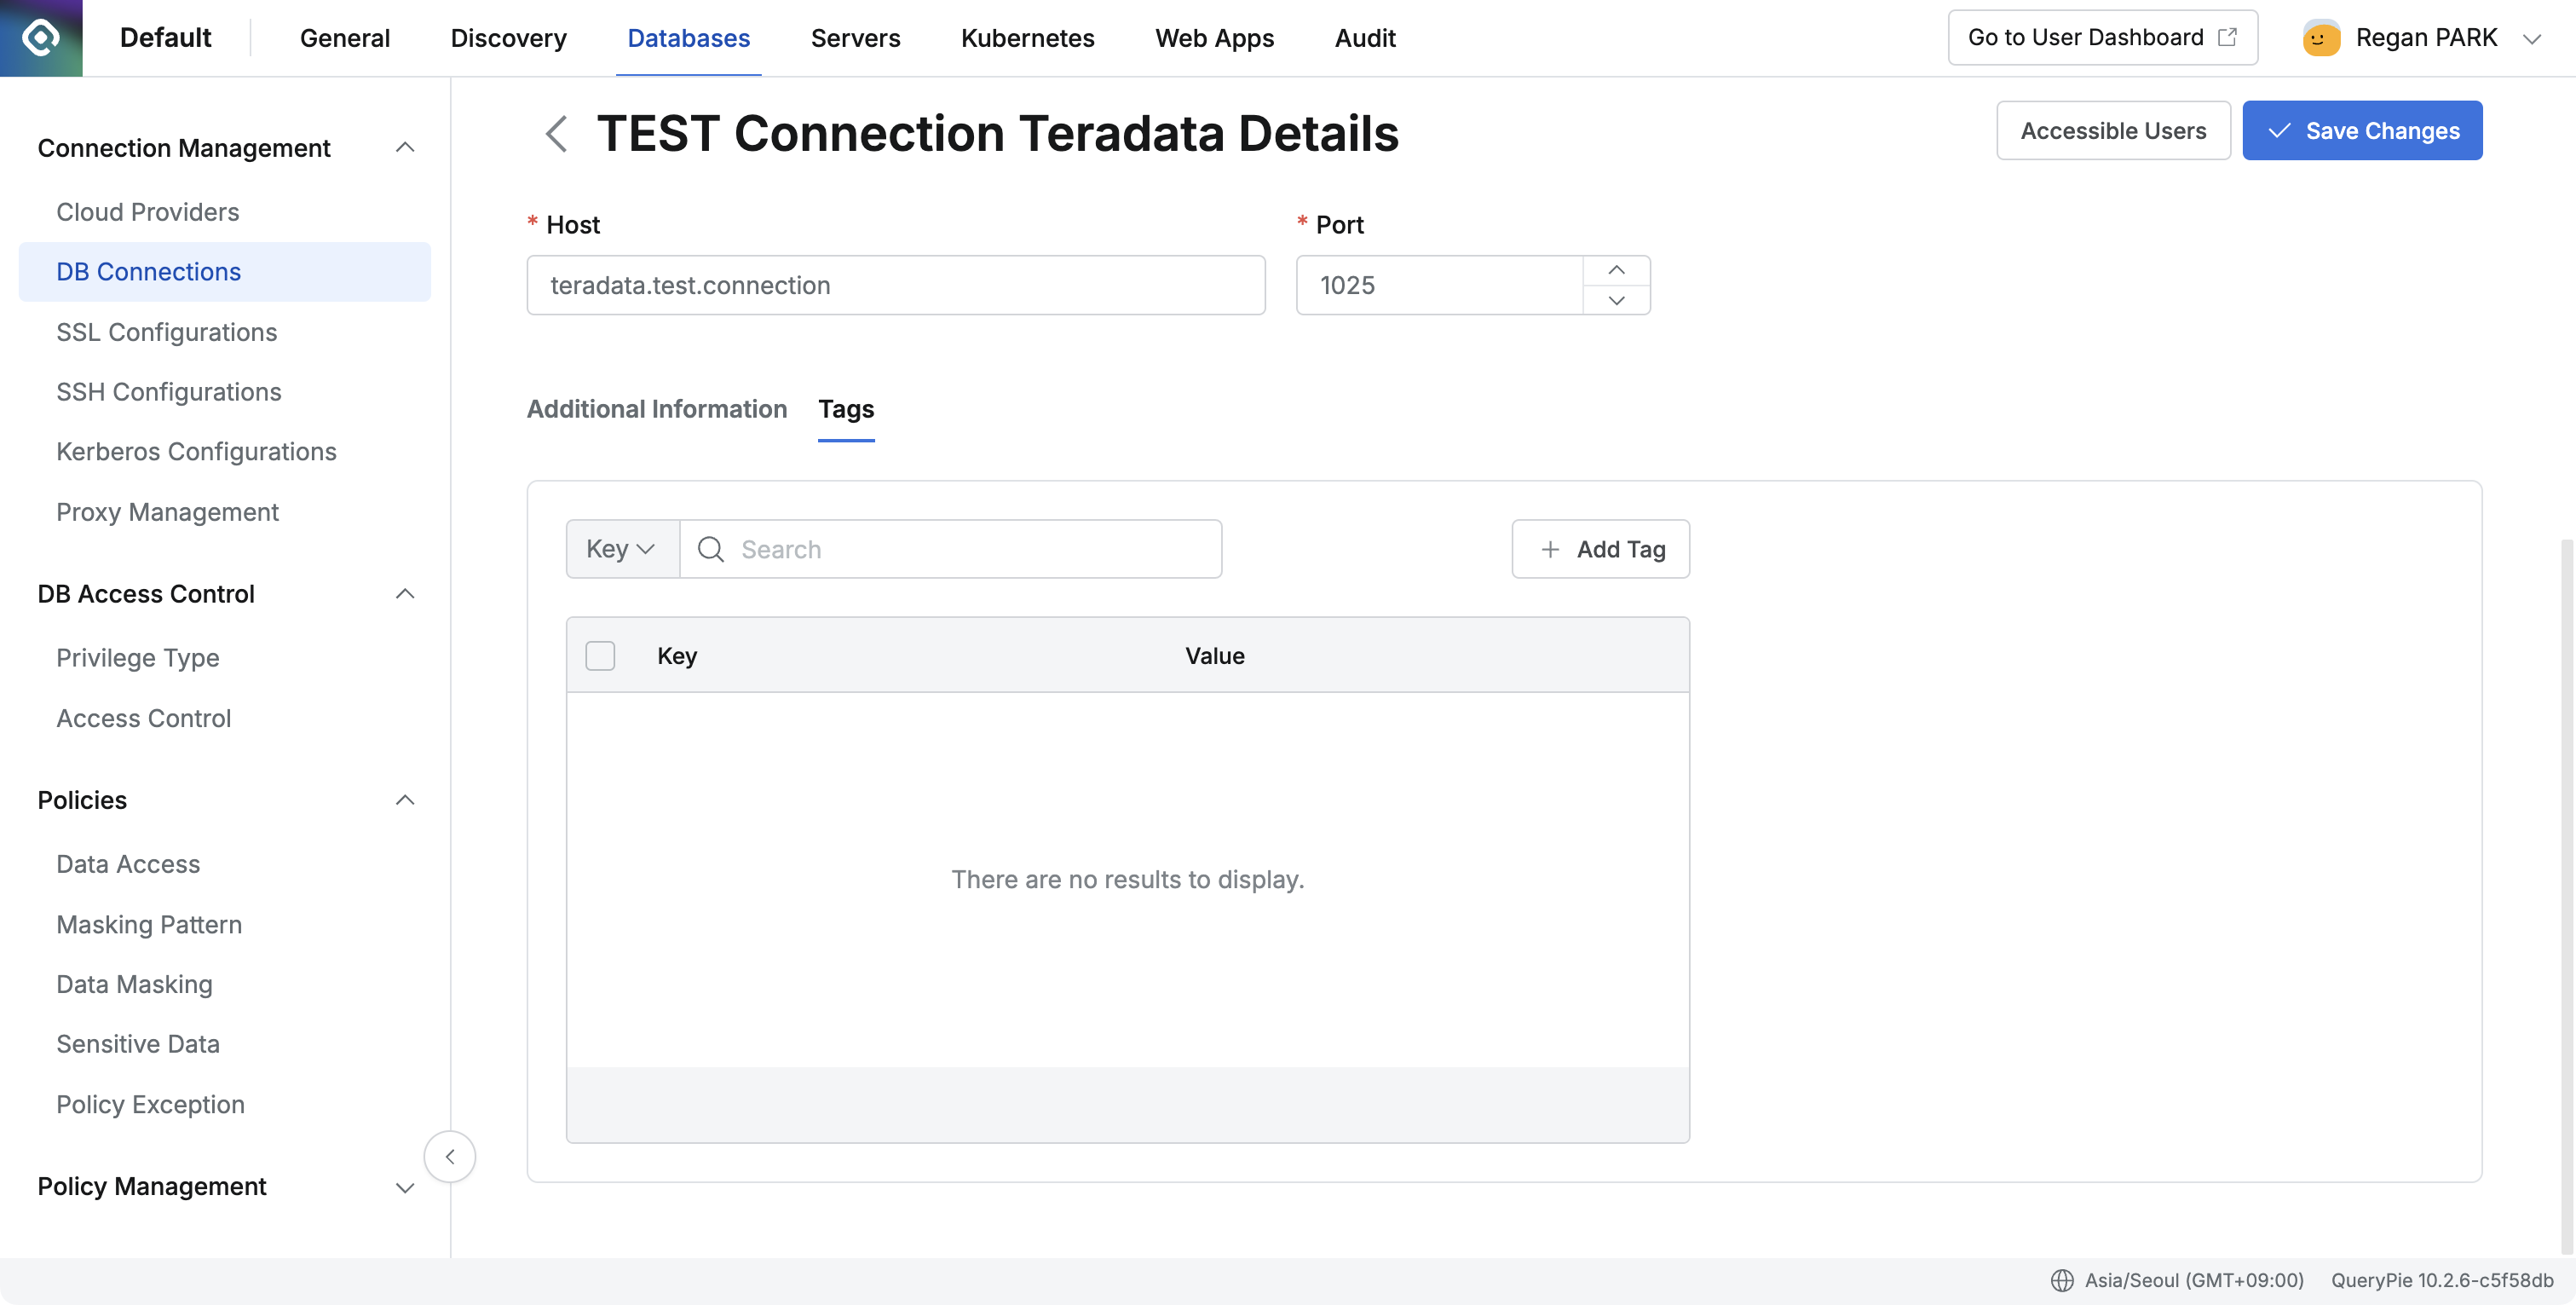 Default
General
Discovery
Databases
Servers
Kubernetes
Web Apps
Audit
Go to User Dashboard
Regan PARK
Connection Management
Cloud Providers
DB Connections
SSL Configurations
SSH Configurations
Kerberos Configurations
Proxy Management
DB Access Control
Privilege Type
Access Control
Policies
Data Access
Masking Pattern
Data Masking
Sensitive Data
Policy Exception
Policy Management
TEST Connection Teradata Details
Accessible Users
Save Changes
* Host
* Port
teradata.test.connection
1025
Additional Information
Tags
Key
Search
Add Tag
Key
Value
There are no results to display.
Asia/Seoul (GMT+09:00)
QueryPie 10.2.6-c5f58db